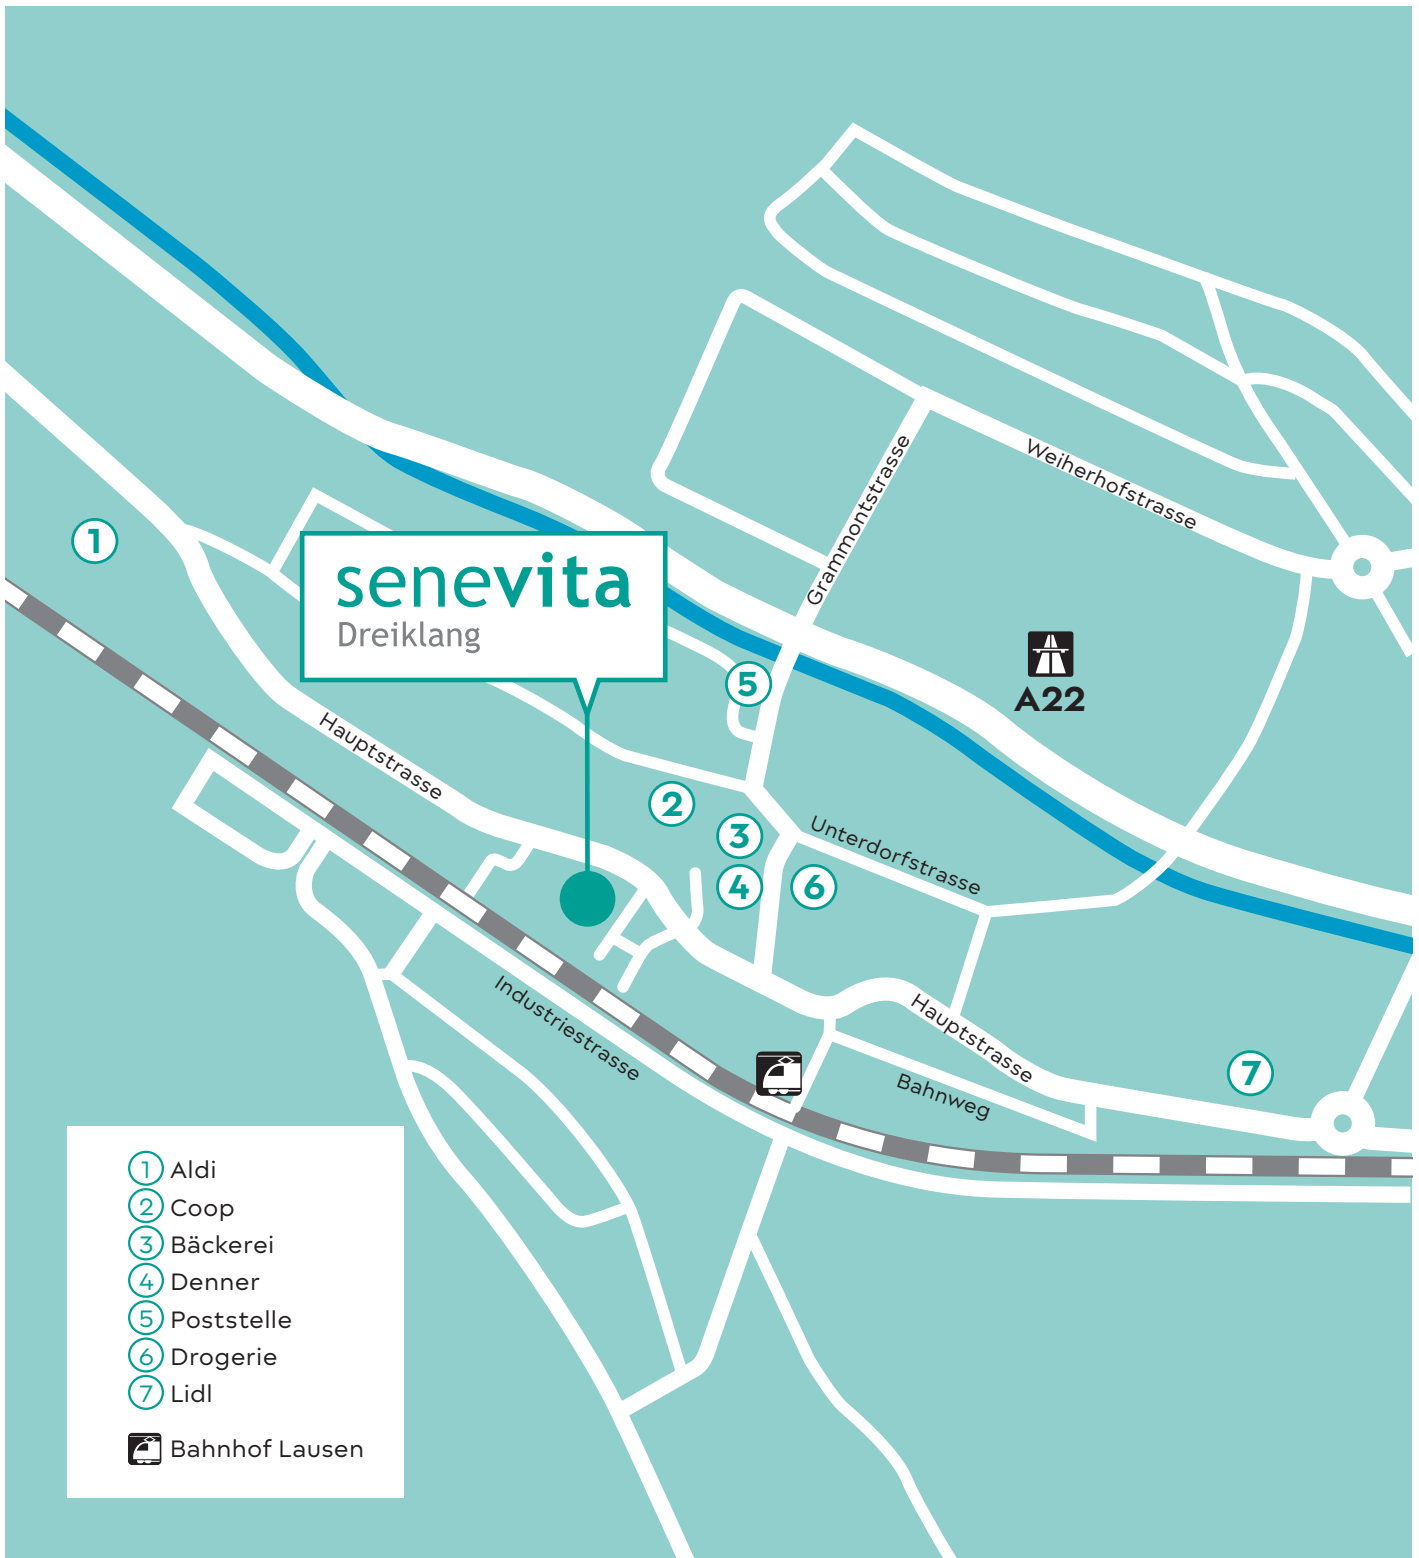 Weiherhofstrasse
Grammontstrasse
1
senevita
Dreiklang
A22
5
Hauptstrasse
2
3
Unterdorfstrasse
4
6
Industriestrasse
Hauptstrasse
7
Bahnweg
1 Aldi
2 Coop
3 Bäckerei
4 Denner
5 Poststelle
6 Drogerie
7 Lidl
Bahnhof Lausen